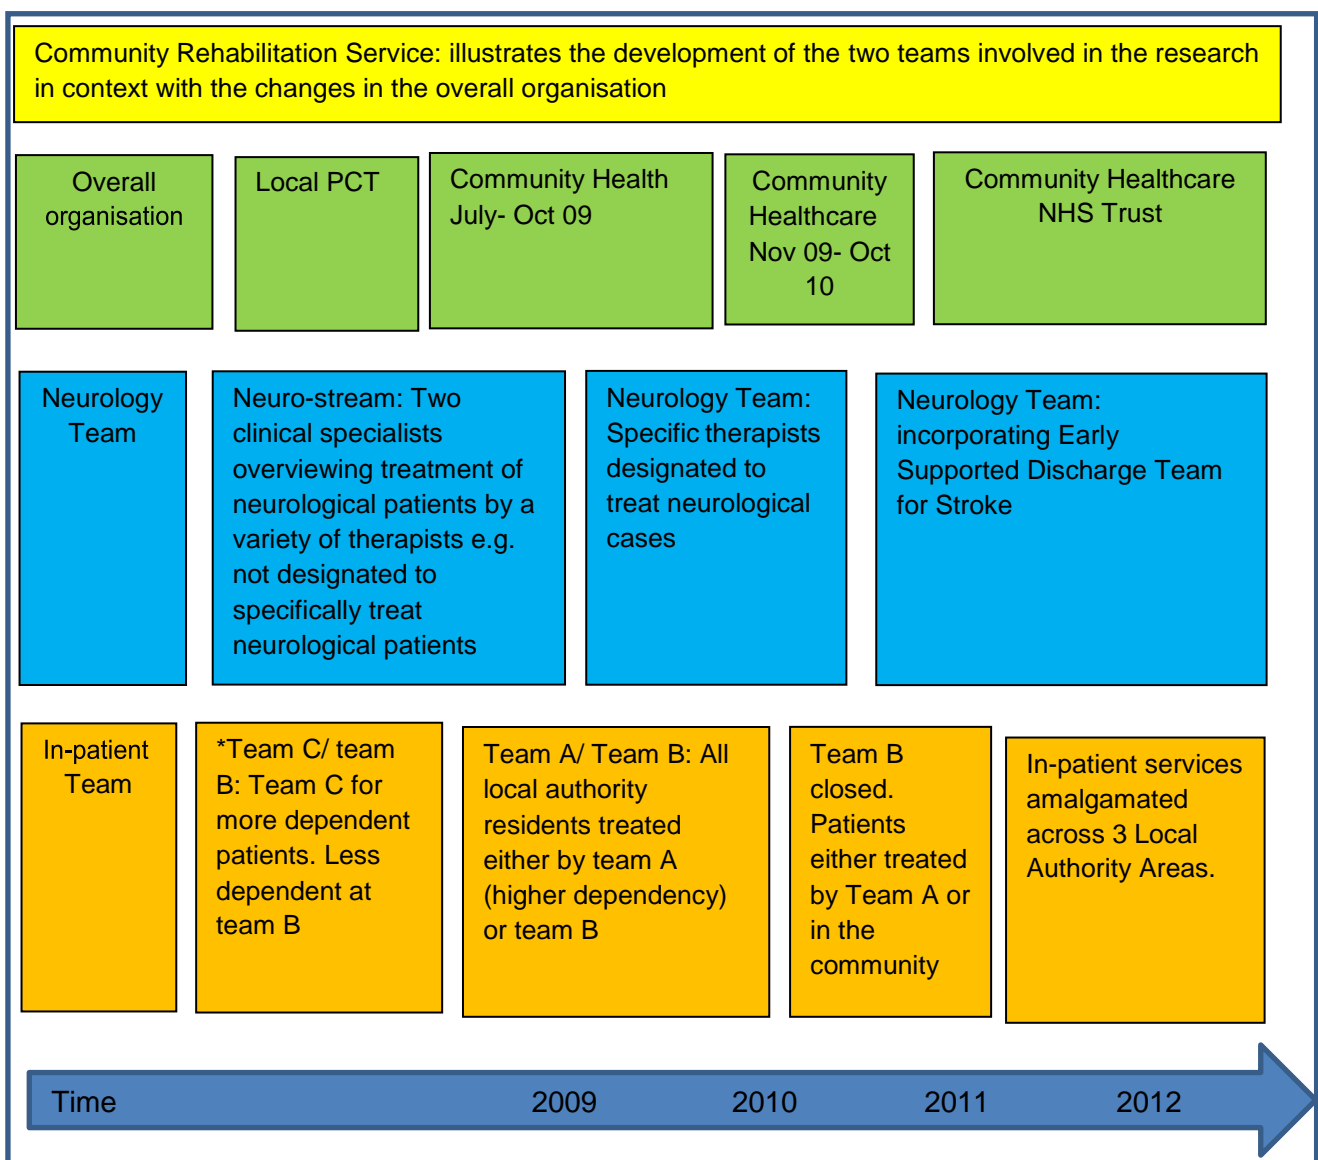 Community Rehabilitation Service: illustrates the development of the two teams involved in the research
in context with the changes in the overall organisation
Overall
organisation
Local PCT
Community Health
July- Oct 09
Community
Healthcare
Nov 09- Oct
10
Community Healthcare
NHS Trust
Neurology
Team
Neuro-stream: Two
clinical specialists
overviewing treatment of
neurological patients by a
variety of therapists e.g.
not designated to
specifically treat
neurological patients
Neurology Team:
Specific therapists
designated to
treat neurological
cases
Neurology Team:
incorporating Early
Supported Discharge Team
for Stroke
In-patient
Team
*Team C/ team
B: Team C for
more dependent
patients. Less
dependent at
team B
Team A/ Team B: All
local authority
residents treated
either by team A
(higher dependency)
or team B
Team B
closed.
Patients
either treated
by Team A or
in the
community
In-patient services
amalgamated
across 3 Local
Authority Areas.
Time 2009 2010 2011 2012